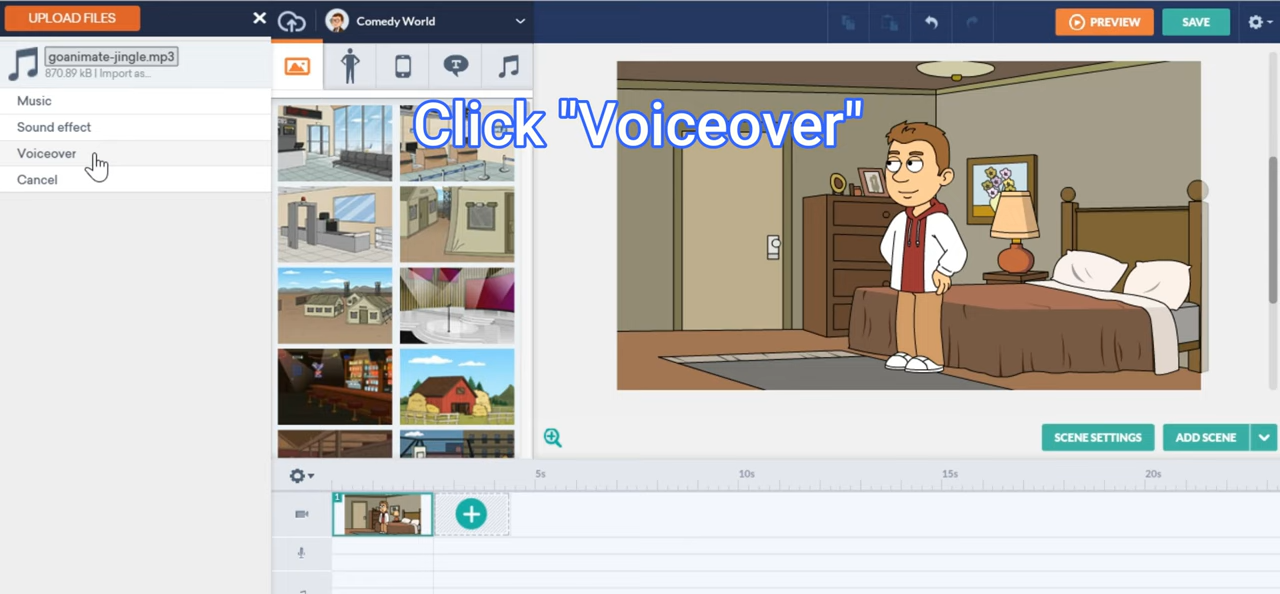 UPLOAD FILES
Comedy World
PREVIEW
SAVE
goanimate-jingle.mp3
870.89 kB | Import as...
Music
Sound effect
Voiceover
Cancel
Click "Voiceover"
SCENE SETTINGS
ADD SCENE
5s
10s
15s
20s
1